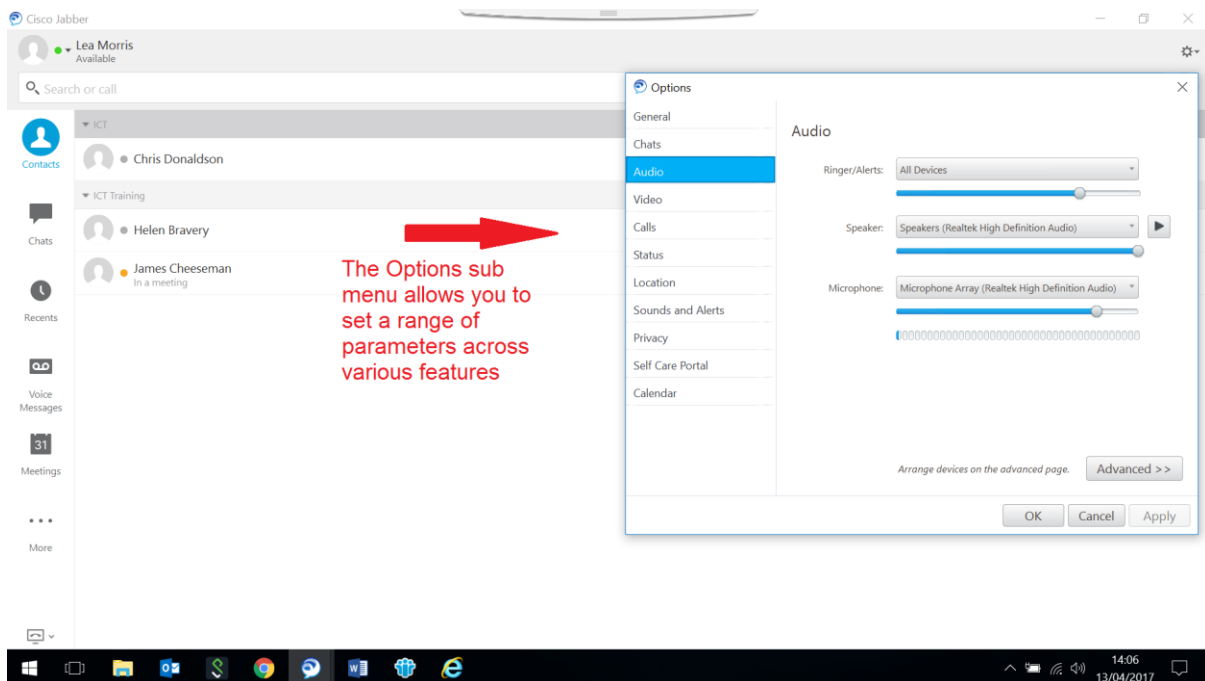 Cisco Jabber
Lea Morris
Available
Search or call
Contacts
Chats
Recents
Voice
Messages
31
Meetings
More
ICT
Chris Donaldson
ICT Training
Helen Bravery
James Cheeseman
In a meeting
The Options sub
menu allows you to
set a range of
parameters across
various features
Options
General
Chats
Audio
Video
Calls
Status
Location
Sounds and Alerts
Privacy
Self Care Portal
Calendar
Audio
Ringer/Alerts: All Devices
Speaker: Speakers (Realtek High Definition Audio)
Microphone: Microphone Array (Realtek High Definition Audio)
Arrange devices on the advanced page. Advanced >>
OK Cancel Apply
14:06
13/04/2017